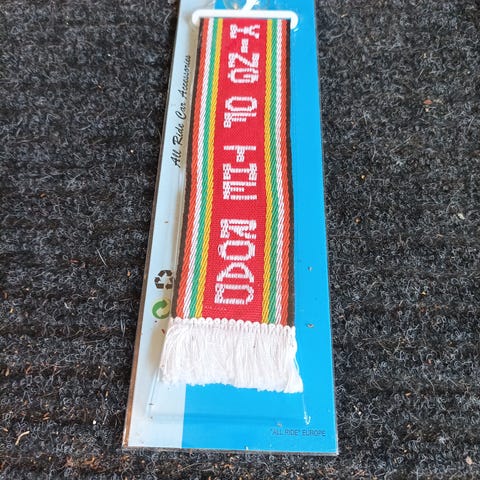 KING OF THE ROAD
All Ride Car Accessories
"ALL RIDE" EUROPE